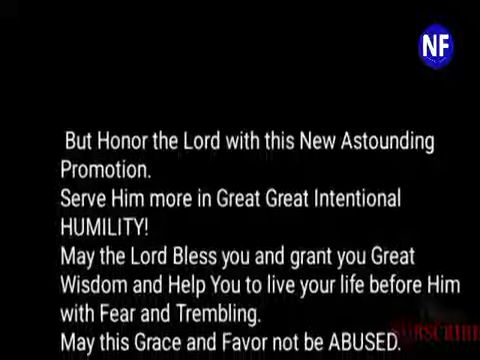 NF
But Honor the Lord with this New Astounding
Promotion.
Serve Him more in Great Great Intentional
HUMILITY!
May the Lord Bless you and grant you Great
Wisdom and Help You to live your life before Him
with Fear and Trembling.
SUBSCRIBE
May this Grace and Favor not be ABUSED.